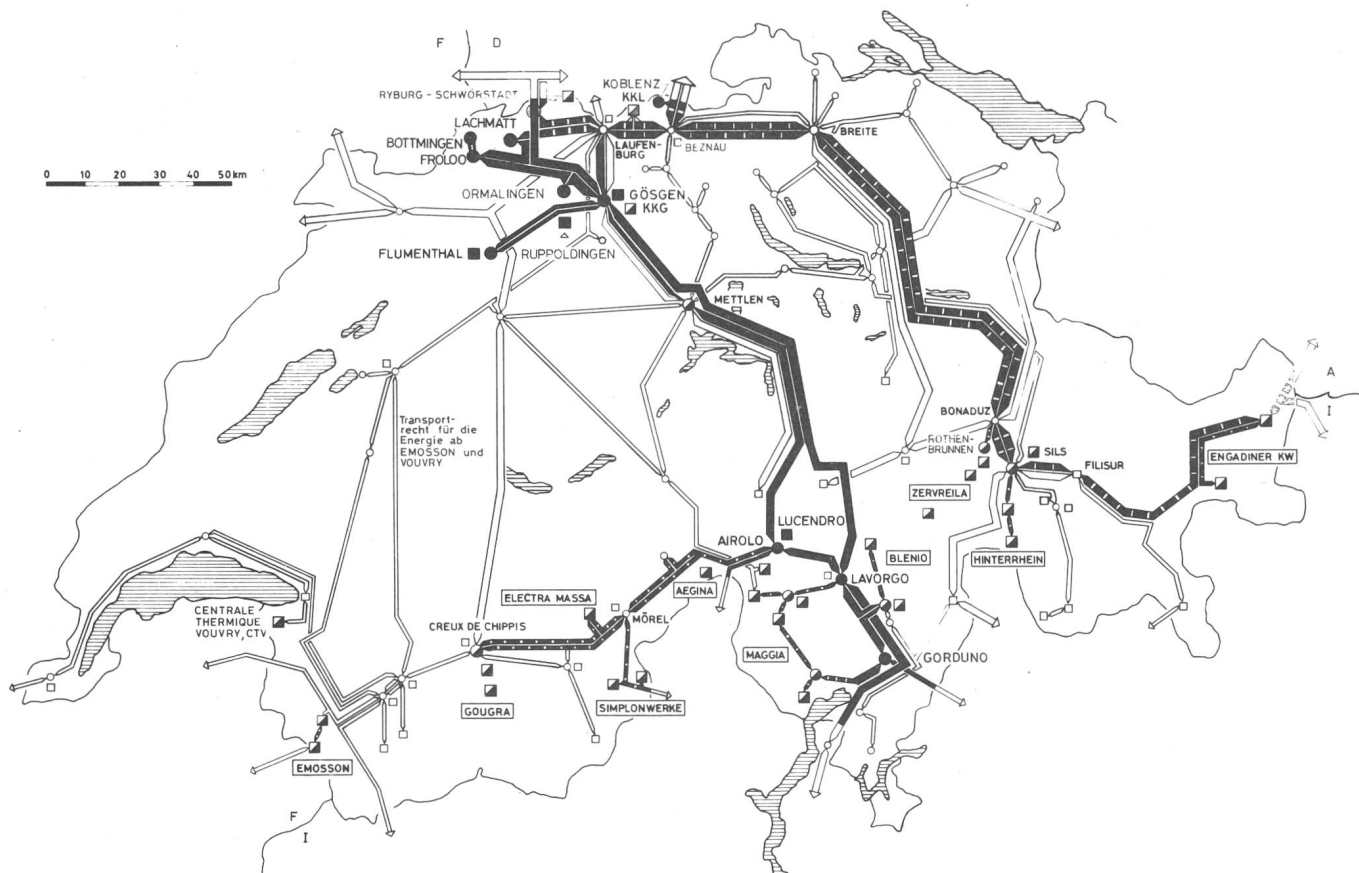 F D
RYBURG - SCHWÖRSTADT
KOBLENZ
KKL
LACHMATT
BOTTMINGEN
FROLOO
LAUFEN-
BURG
BEZNAU
BREITE
0 10 20 30 40 50 km
ORMALINGEN
GÖSGEN
KKG
FLUMENTHAL
RUPPOLDINGEN
METTLEN
A
I
BONADUZ
ROTHEN-
BRUNNEN
SILS
FILISUR
ENGADINER KW
ZERVREILA
HINTERRHEIN
Transport-
recht für die
Energie ab
EMOSSON und
VOUVRY
LUCENDRO
AIROLO
BLENIO
LAVORGO
AEGINA
ELECTRA MASSA
MÖREL
CREUX DE CHIPPIS
CENTRALE
THERMIQUE
VOUVRY, CTV
MAGGIA
GORDUNO
GOUGRA
SIMPLONWERKE
EMOSSON
F
I